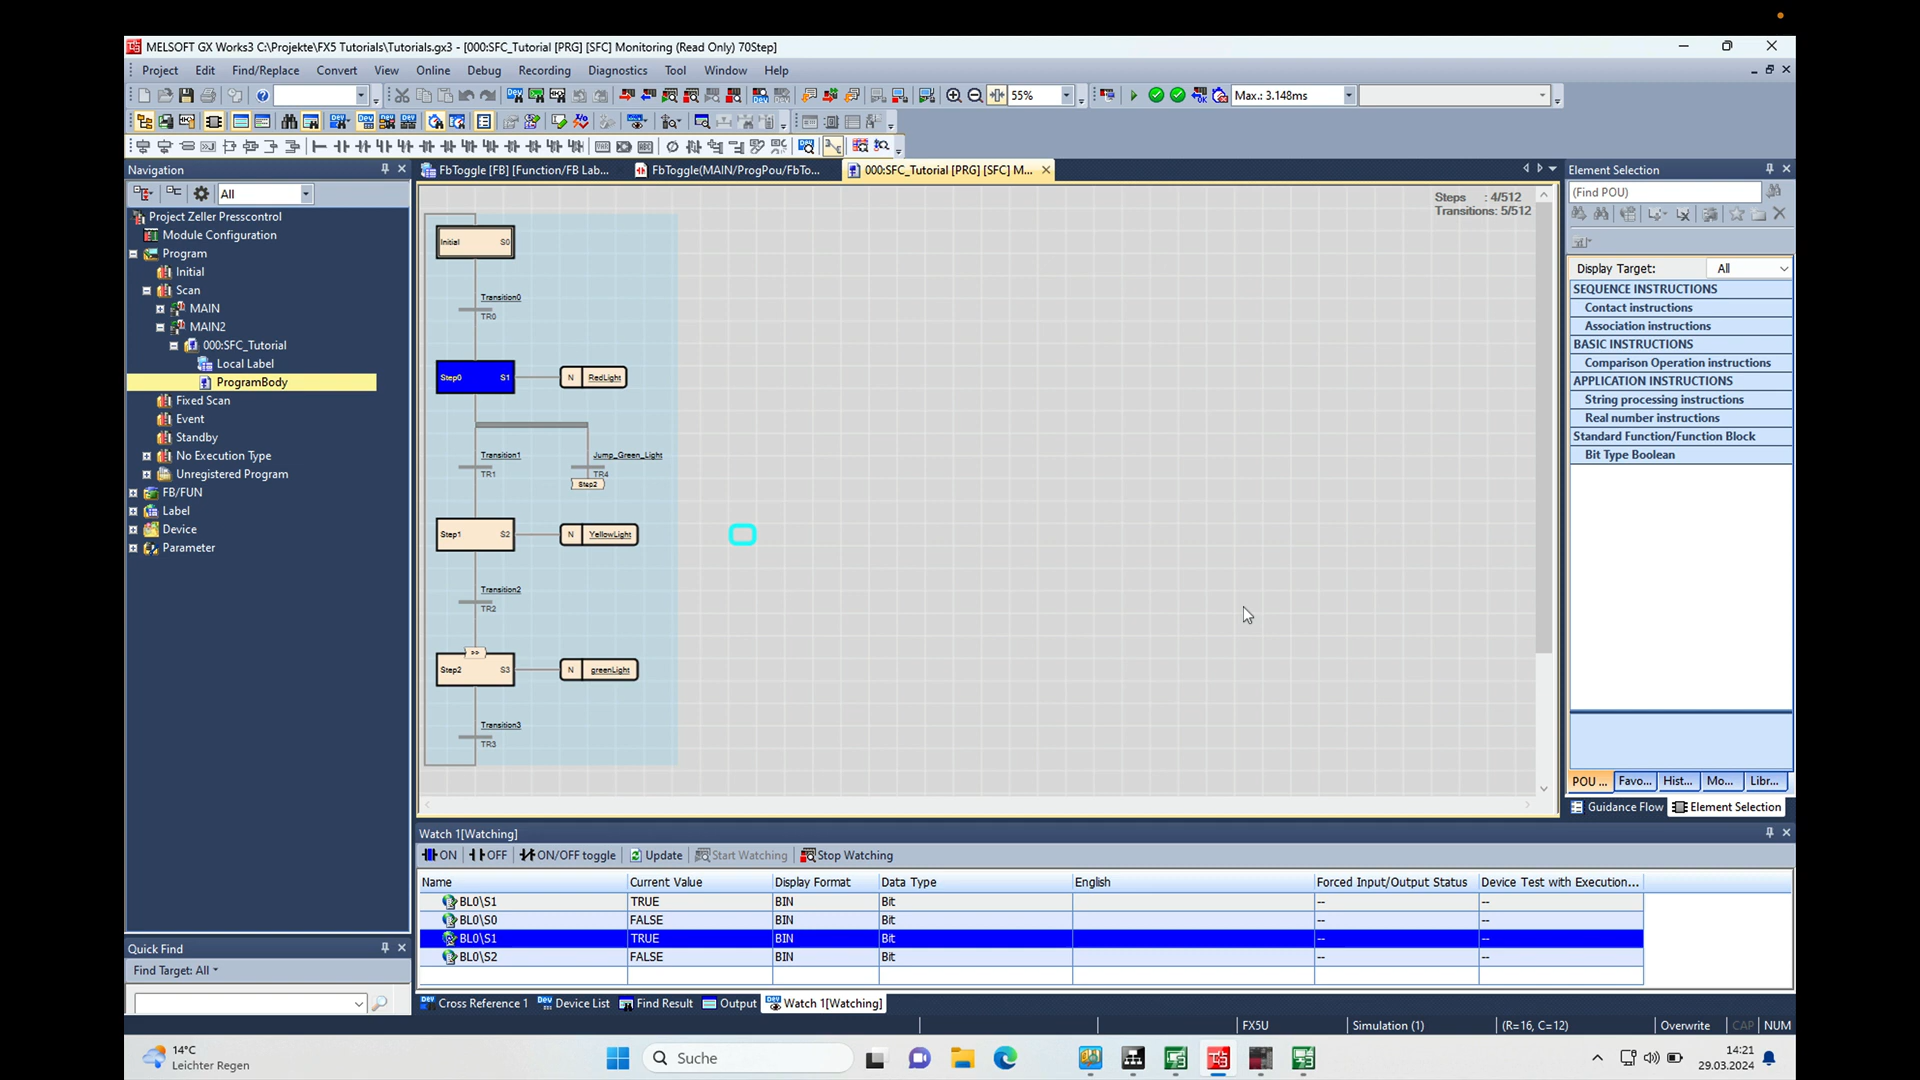 MELSOFT GX Works3 C:\Projekte\FX5 Tutorials\Tutorials.gx3 - [000:SFC_Tutorial [PRG] [SFC] Monitoring (Read Only) 70Step]
Project Edit Find/Replace Convert View Online Debug Recording Diagnostics Tool Window Help
55%
Max.: 3.148ms
Navigation
All
Project Zeller Presscontrol
Module Configuration
Program
Initial
Scan
MAIN
MAIN2
000:SFC_Tutorial
Local Label
ProgramBody
Fixed Scan
Event
Standby
No Execution Type
Unregistered Program
FB/FUN
Label
Device
Parameter
Quick Find
Find Target: All
FbToggle [FB] [Function/FB Lab...
FbToggle(MAIN/ProgPou/FbTo...
000:SFC_Tutorial [PRG] [SFC] M...
Steps : 4/512
Transitions: 5/512
Initial S0
Transition0
TR0
Step0 S1 N RedLight
Transition1 Jump_Green_Light
TR1 TR4
Step2
Step1 S2 N YellowLight
Transition2
TR2
Step2 S3 N greenLight
Transition3
TR3
Element Selection
(Find POU)
Display Target: All
SEQUENCE INSTRUCTIONS
Contact instructions
Association instructions
BASIC INSTRUCTIONS
Comparison Operation instructions
APPLICATION INSTRUCTIONS
String processing instructions
Real number instructions
Standard Function/Function Block
Bit Type Boolean
POU ... Favo... Hist... Mo... Libr...
Guidance Flow Element Selection
Watch 1[Watching]
ON OFF ON/OFF toggle Update Start Watching Stop Watching
Name Current Value Display Format Data Type English Forced Input/Output Status Device Test with Execution...
BL0\S1 TRUE BIN Bit -- --
BL0\S0 FALSE BIN Bit -- --
BL0\S1 TRUE BIN Bit -- --
BL0\S2 FALSE BIN Bit -- --
Cross Reference 1 Device List Find Result Output Watch 1[Watching]
FX5U Simulation (1) (R=16, C=12) Overwrite CAP NUM
14°C
Leichter Regen
Suche
14:21
29.03.2024